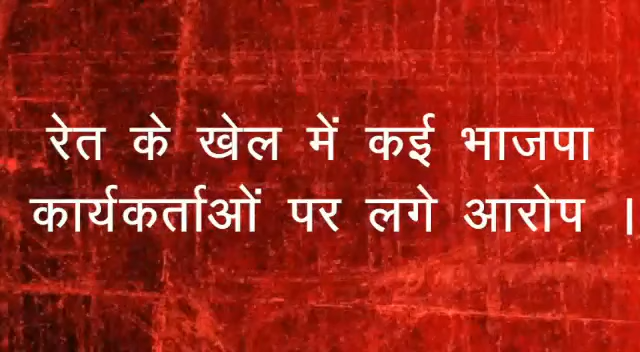 रेत के खेल में कई भाजपा
कार्यकर्ताओं पर लगे आरोप ।